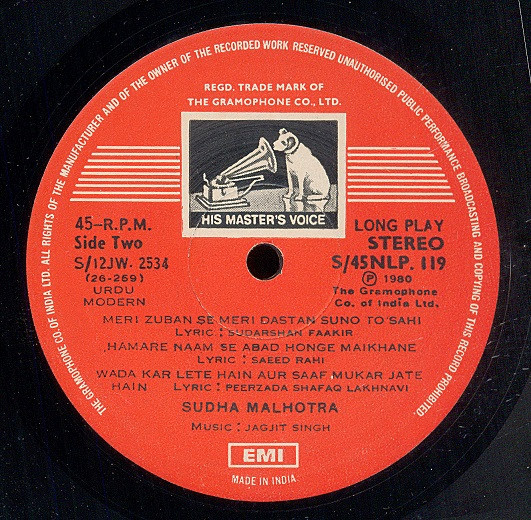 THE GRAMOPHONE CO. OF INDIA LTD. ALL RIGHTS OF THE MANUFACTURER AND OF THE OWNER OF THE RECORDED WORK RESERVED UNAUTHORISED PUBLIC PERFORMANCE BROADCASTING AND COPYING OF THIS RECORD PROHIBITED.
REGD. TRADE MARK OF
THE GRAMOPHONE CO., LTD.
HIS MASTER'S VOICE
45-R.P.M.
Side Two
S/12JW. 2534
(26-269)
URDU
MODERN
LONG PLAY
STEREO
S/45NLP. 119
Ⓟ 1980
The Gramophone
Co. of India Ltd.
MERI ZUBAN SE MERI DASTAN SUNO TO'SAHI
LYRIC : SUDARSHAN FAAKIR
HAMARE NAAM SE ABAD HONGE MAIKHANE
LYRIC : SAEED RAHI
WADA KAR LETE HAIN AUR SAAF MUKAR JATE
HAIN LYRIC : PEERZADA SHAFAQ LAKHNAVI
SUDHA MALHOTRA
MUSIC : JAGJIT SINGH
EMI
MADE IN INDIA